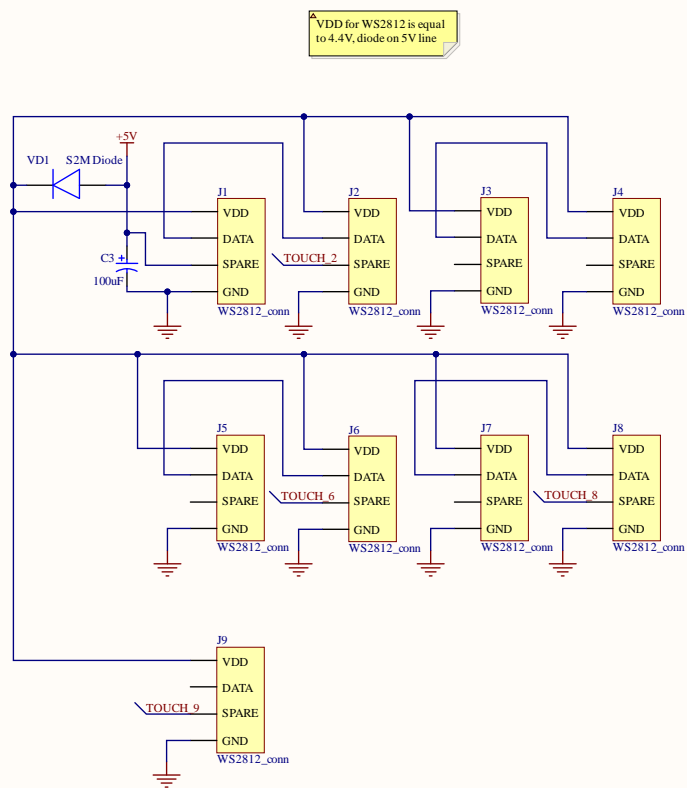 VDD for WS2812 is equal
to 4.4V, diode on 5V line
+5V
VD1
S2M Diode
C3
+
100uF
J1
VDD
DATA
SPARE
GND
WS2812_conn
J2
VDD
DATA
TOUCH_2
SPARE
GND
WS2812_conn
J3
VDD
DATA
SPARE
GND
WS2812_conn
J4
VDD
DATA
SPARE
GND
WS2812_conn
J5
VDD
DATA
SPARE
GND
WS2812_conn
J6
VDD
DATA
TOUCH_6
SPARE
GND
WS2812_conn
J7
VDD
DATA
SPARE
GND
WS2812_conn
J8
VDD
DATA
TOUCH_8
SPARE
GND
WS2812_conn
J9
VDD
DATA
TOUCH_9
SPARE
GND
WS2812_conn